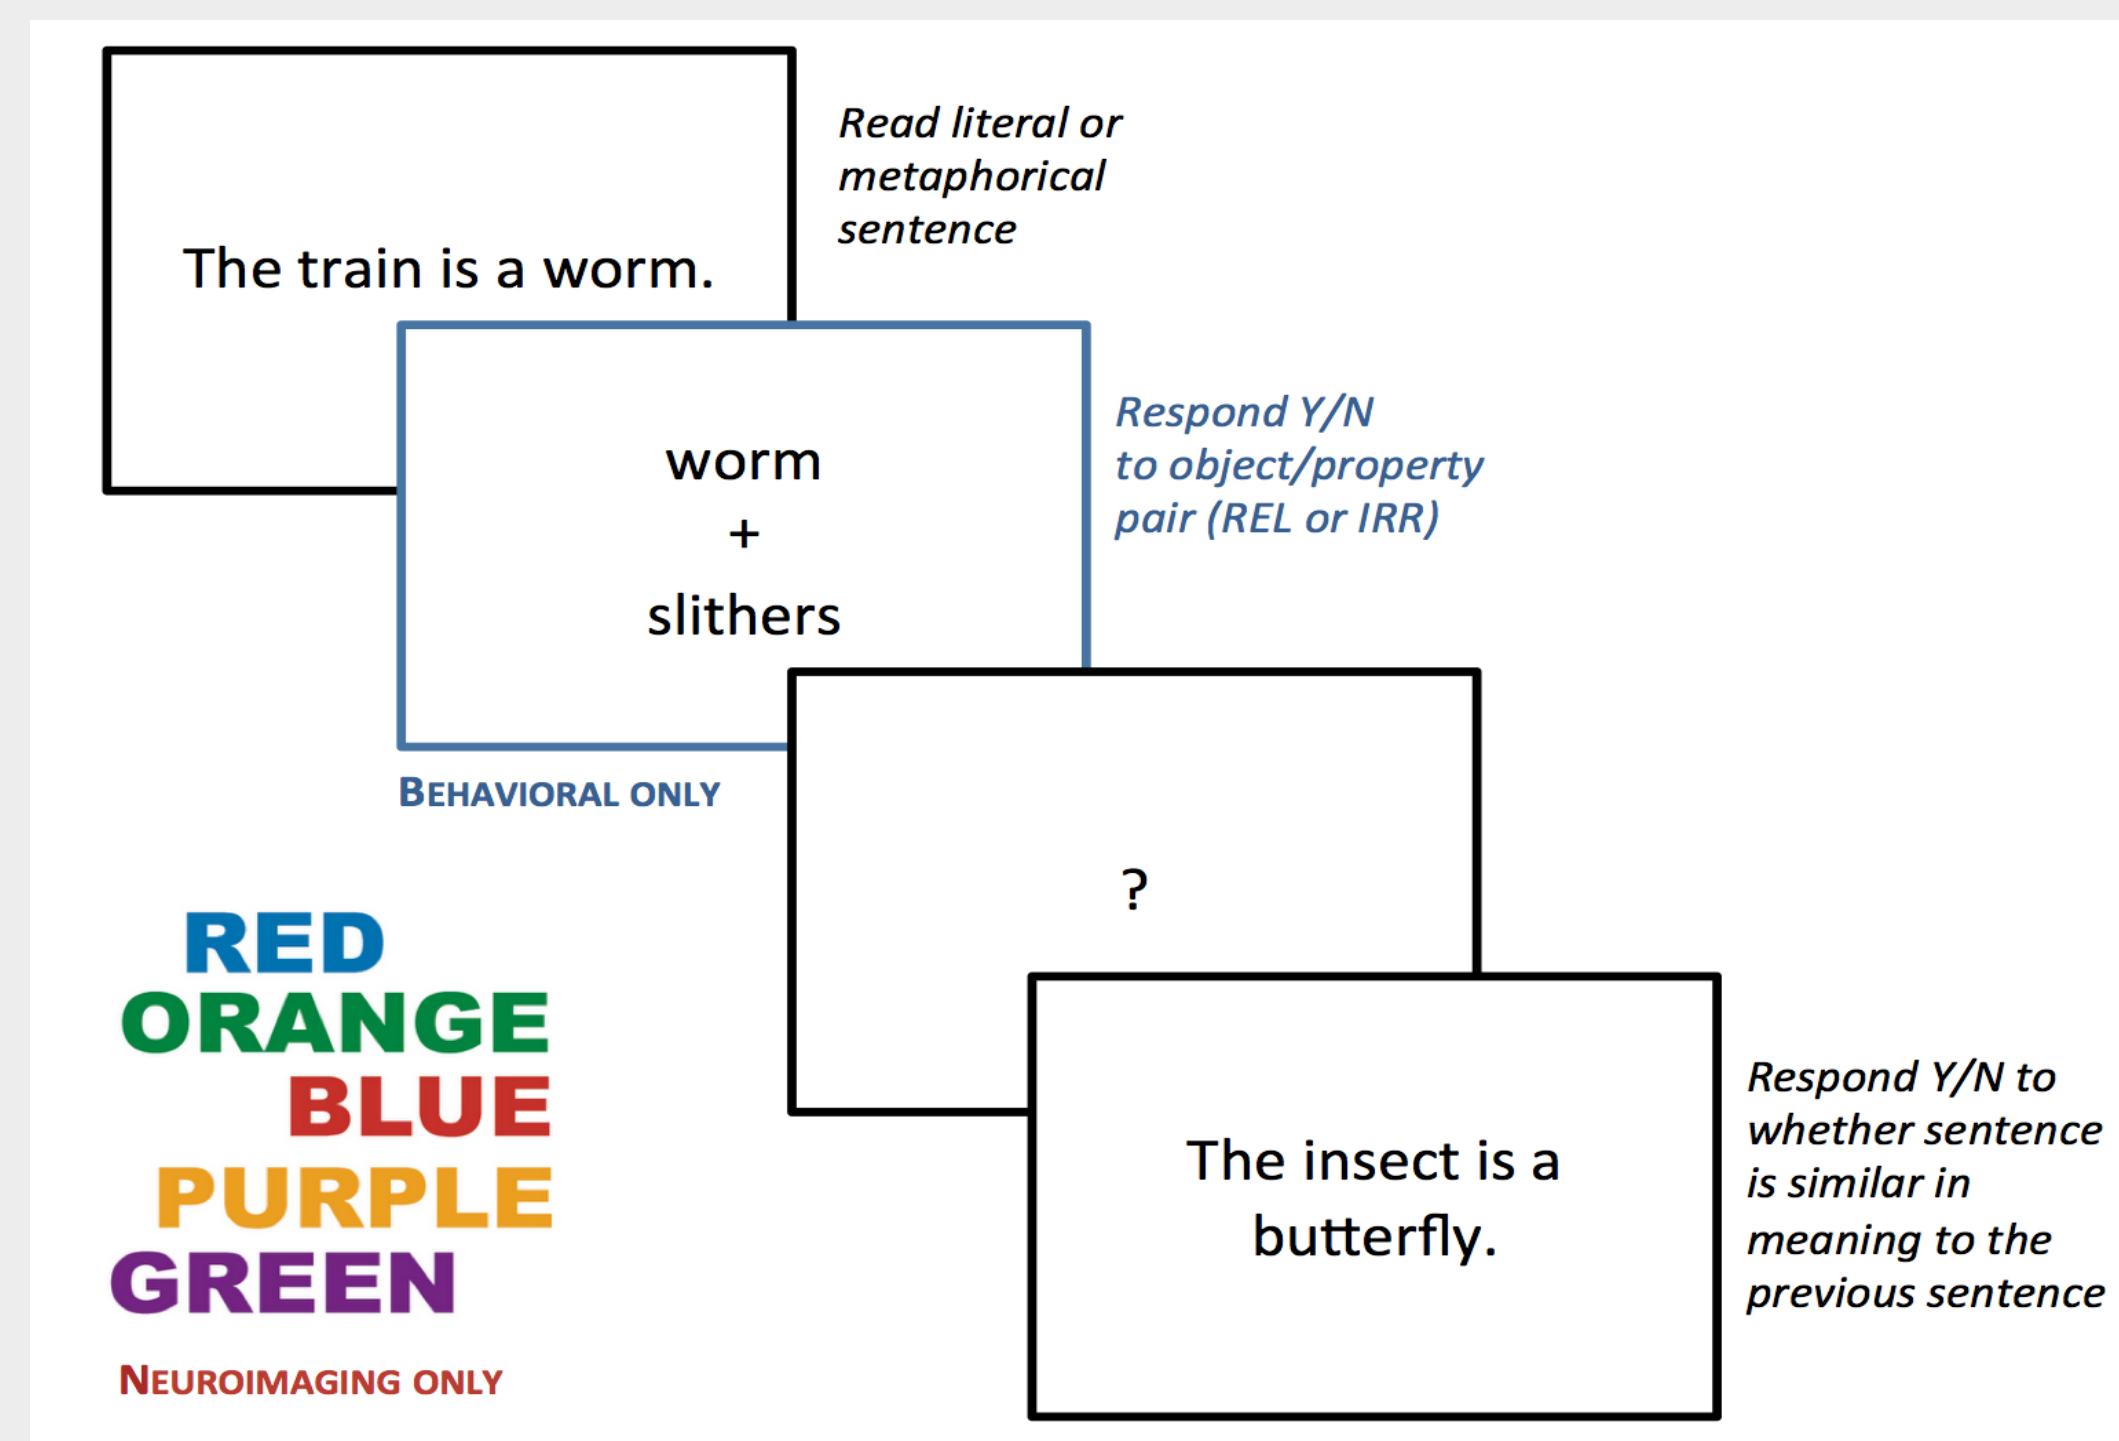 The train is a worm.
Read literal or
metaphorical
sentence
worm
+
slithers
Respond Y/N
to object/property
pair (REL or IRR)
BEHAVIORAL ONLY
?
The insect is a
butterfly.
Respond Y/N to
whether sentence
is similar in
meaning to the
previous sentence
RED
ORANGE
BLUE
PURPLE
GREEN
NEUROIMAGING ONLY